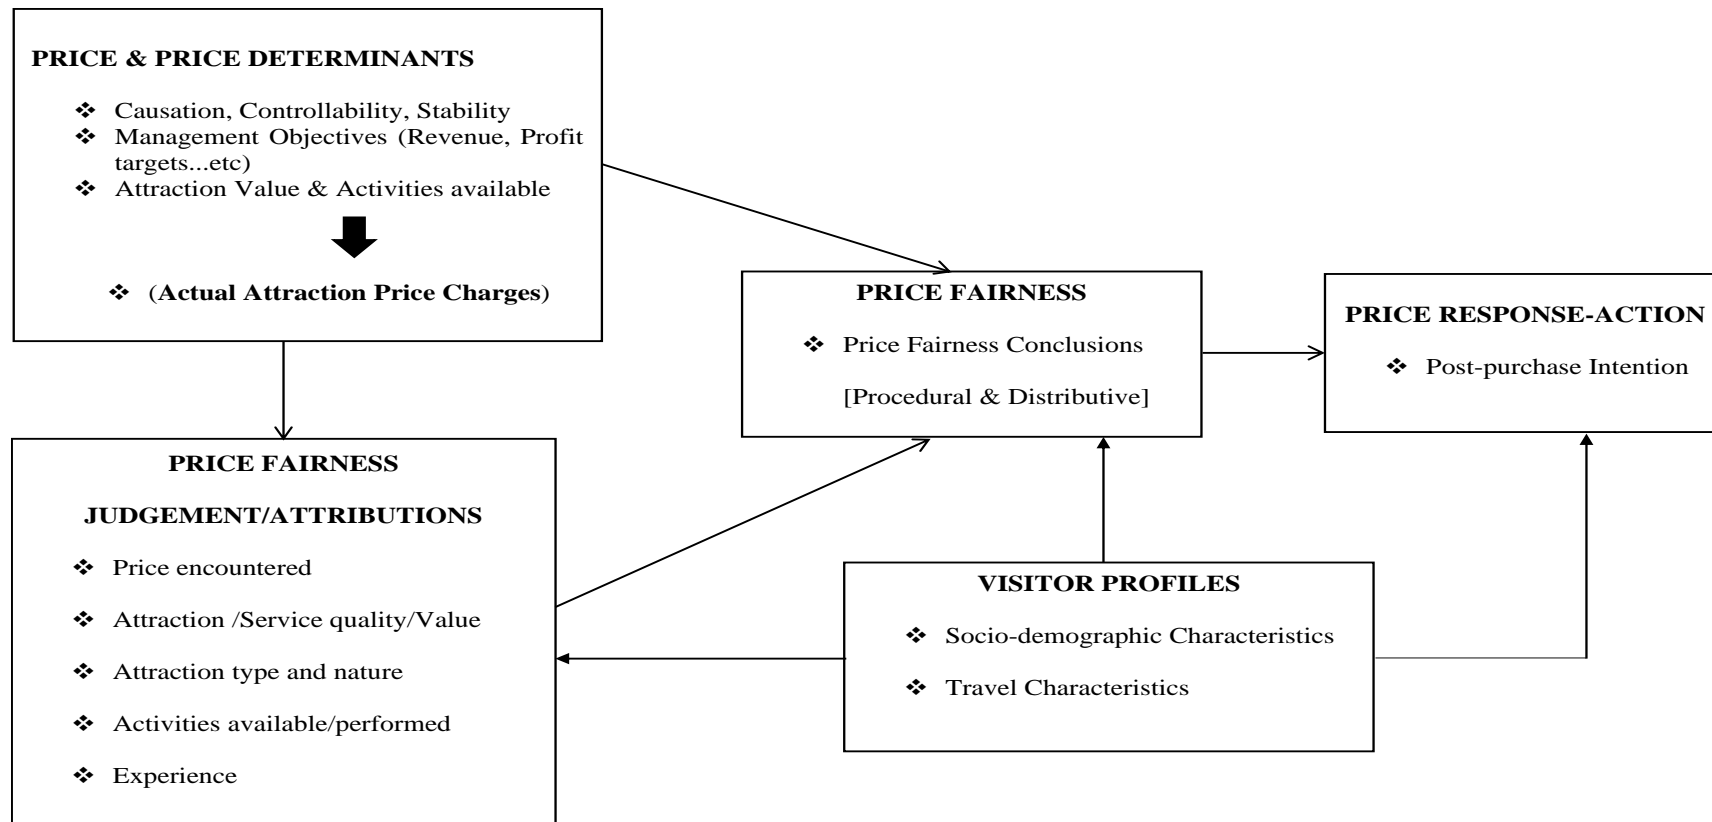 PRICE & PRICE DETERMINANTS
❖ Causation, Controllability, Stability
❖ Management Objectives (Revenue, Profit
targets...etc)
❖ Attraction Value & Activities available
❖ (Actual Attraction Price Charges)
PRICE FAIRNESS
❖ Price Fairness Conclusions
[Procedural & Distributive]
PRICE RESPONSE-ACTION
❖ Post-purchase Intention
PRICE FAIRNESS
JUDGEMENT/ATTRIBUTIONS
❖ Price encountered
❖ Attraction /Service quality/Value
❖ Attraction type and nature
❖ Activities available/performed
❖ Experience
VISITOR PROFILES
❖ Socio-demographic Characteristics
❖ Travel Characteristics